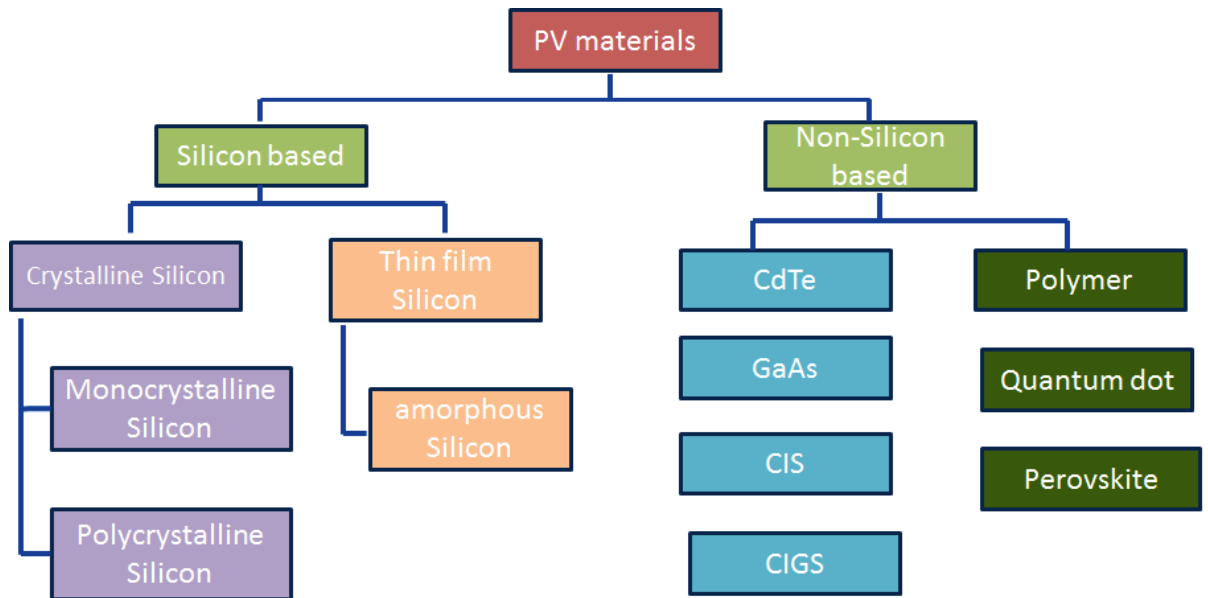 PV materials
Silicon based
Non-Silicon
based
Crystalline Silicon
Thin film
Silicon
CdTe
Polymer
Monocrystalline
Silicon
amorphous
Silicon
GaAs
Quantum dot
Polycrystalline
Silicon
CIS
Perovskite
CIGS